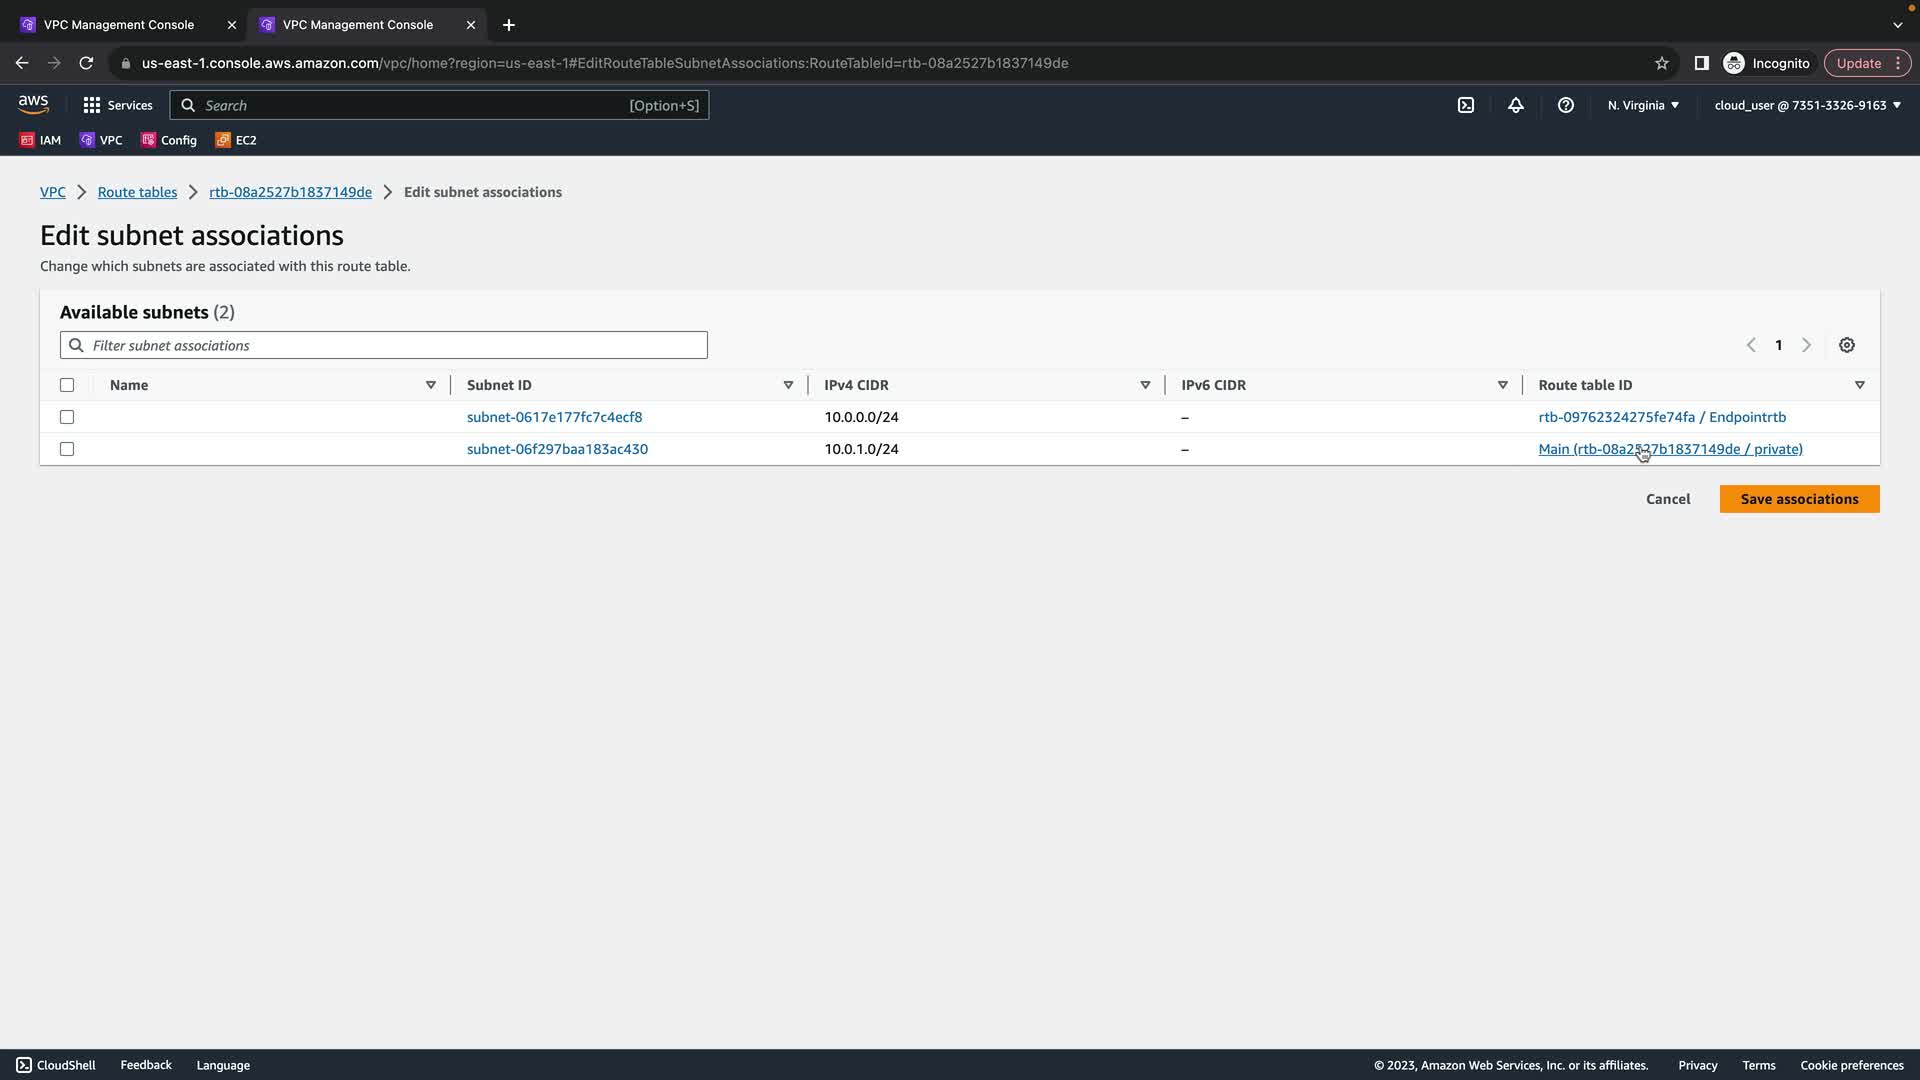 VPC Management Console
VPC Management Console
us-east-1.console.aws.amazon.com/vpc/home?region=us-east-1#EditRouteTableSubnetAssociations:RouteTableId=rtb-08a2527b1837149de
Incognito
Update
aws
Services
Search
[Option+S]
N. Virginia
cloud_user @ 7351-3326-9163
IAM
VPC
Config
EC2
VPC
Route tables
rtb-08a2527b1837149de
Edit subnet associations
Edit subnet associations
Change which subnets are associated with this route table.
Available subnets (2)
Filter subnet associations
1
Name
Subnet ID
IPv4 CIDR
IPv6 CIDR
Route table ID
subnet-0617e177fc7c4ecf8
10.0.0.0/24
–
rtb-09762324275fe74fa / Endpointrtb
subnet-06f297baa183ac430
10.0.1.0/24
–
Main (rtb-08a2527b1837149de / private)
Cancel
Save associations
CloudShell
Feedback
Language
© 2023, Amazon Web Services, Inc. or its affiliates.
Privacy
Terms
Cookie preferences